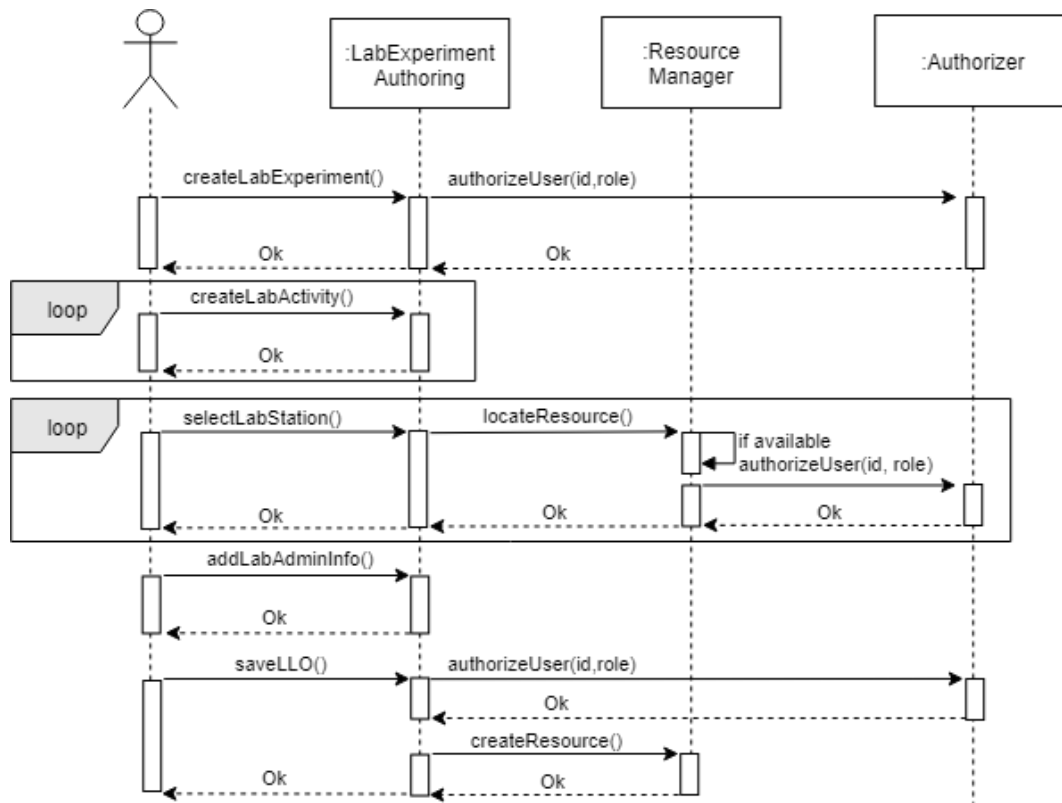 :LabExperiment
Authoring
:Resource
Manager
:Authorizer
createLabExperiment()
authorizeUser(id,role)
Ok
Ok
loop
createLabActivity()
Ok
loop
selectLabStation()
locateResource()
if available
authorizeUser(id, role)
Ok
Ok
Ok
addLabAdminInfo()
Ok
saveLLO()
authorizeUser(id,role)
Ok
createResource()
Ok
Ok